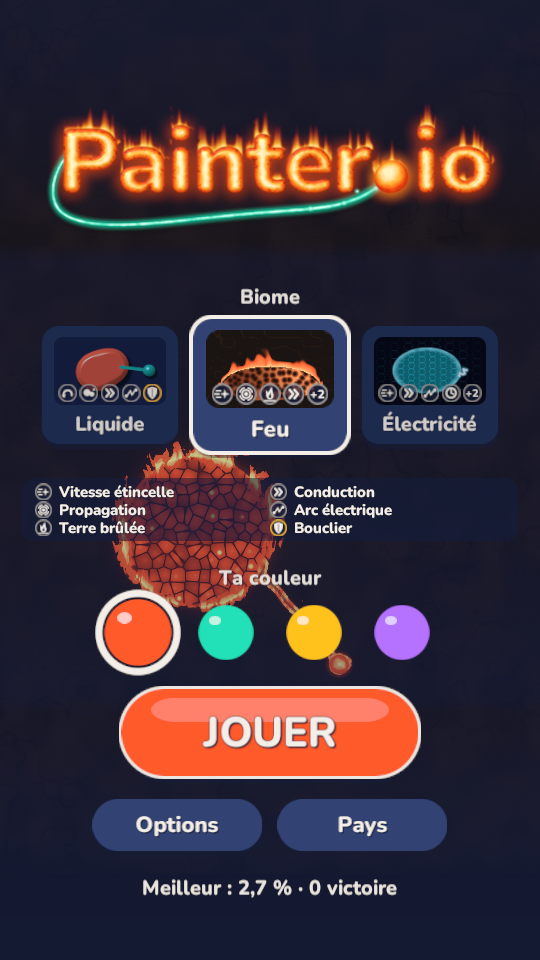 Painter.io
Biome
+2
+2
Liquide
Feu
Électricité
Vitesse étincelle
Conduction
Propagation
Arc électrique
Terre brûlée
Bouclier
Ta couleur
JOUER
Options
Pays
Meilleur : 2,7 % · 0 victoire